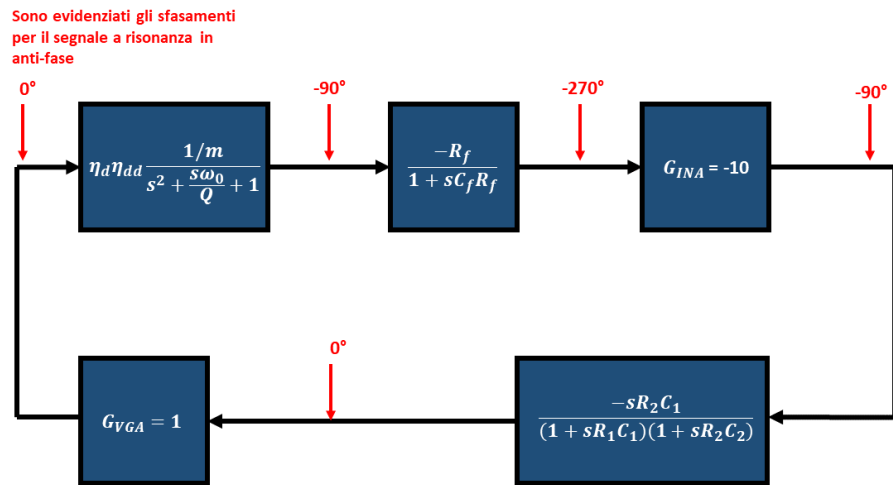 Sono evidenziati gli sfasamenti
per il segnale a risonanza in
anti-fase
0°
-90°
-270°
-90°
η_d η_dd (1/m)/(s² + (sω₀)/Q + 1)
(-R_f)/(1 + sC_f R_f)
G_INA = -10
0°
G_VGA = 1
(-sR₂C₁)/((1 + sR₁C₁)(1 + sR₂C₂))